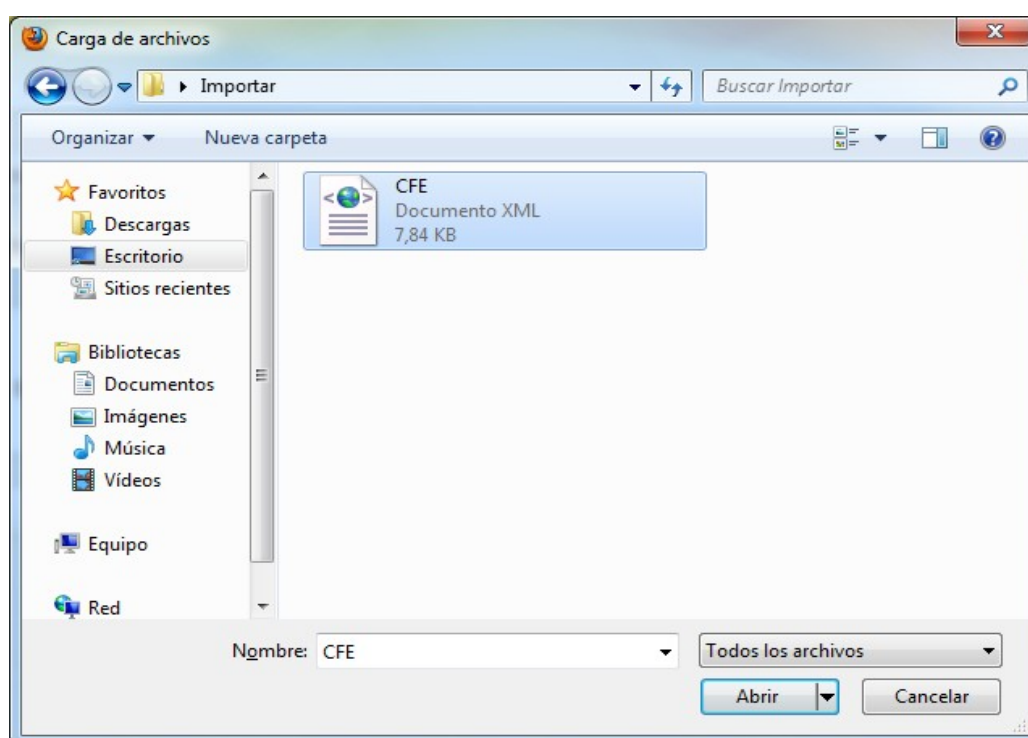 Carga de archivos
Importar
Buscar Importar
Organizar
Nueva carpeta
Favoritos
Descargas
Escritorio
Sitios recientes
Bibliotecas
Documentos
Imágenes
Música
Vídeos
Equipo
Red
CFE
Documento XML
7,84 KB
Nombre: CFE
Todos los archivos
Abrir
Cancelar